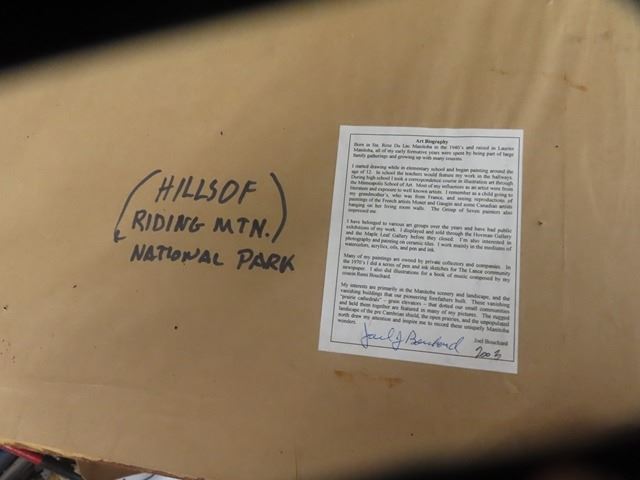 (HILLS OF
RIDING MTN.)
NATIONAL PARK
Art Biography
Born in Ste. Rose Du Lac Manitoba in the 1940's and raised in Laurier
Manitoba, all of my early formative years were spent by being part of large
family gatherings and growing up with many cousins.
I started drawing while in elementary school and began painting around the
age of 12. In school the teachers would feature my work in the hallways.
During high school I took a correspondence course in illustration art through
the Minneapolis School of Art. Most of my influences as an artist were from
literature and exposure to well known artists. I remember as a child going to
my grandmother's, who was from France, and seeing reproductions of
paintings of the French artists Monet and Gaugin and some Canadian artists
hanging on her living room walls. The Group of Seven painters also
impressed me.
I have belonged to various art groups over the years and have had public
exhibitions of my work. I displayed and sold through the Horman Gallery
and the Maple Leaf Gallery before they closed. I'm also interested in
photography and painting on ceramic tiles. I work mainly in the mediums of
watercolors, acrylics, oils, and pen and ink.
Many of my paintings are owned by private collectors and companies. In
the 1970's I did a series of pen and ink sketches for The Lance community
newspaper. I also did illustrations for a book of music composed by my
cousin Remi Bouchard.
My interests are primarily in the Manitoba scenery and landscape, and the
vanishing buildings that our pioneering forefathers built. These vanishing
"prairie cathedrals" - grain elevators - that dotted our small communities
and held them together are featured in many of my pictures. The rugged
landscape of the pre Cambrian shield, the open prairies, and the unpopulated
north draw my attention and inspire me to record these uniquely Manitoba
wonders.
Joel Bouchard
Joel J Bouchard 2003